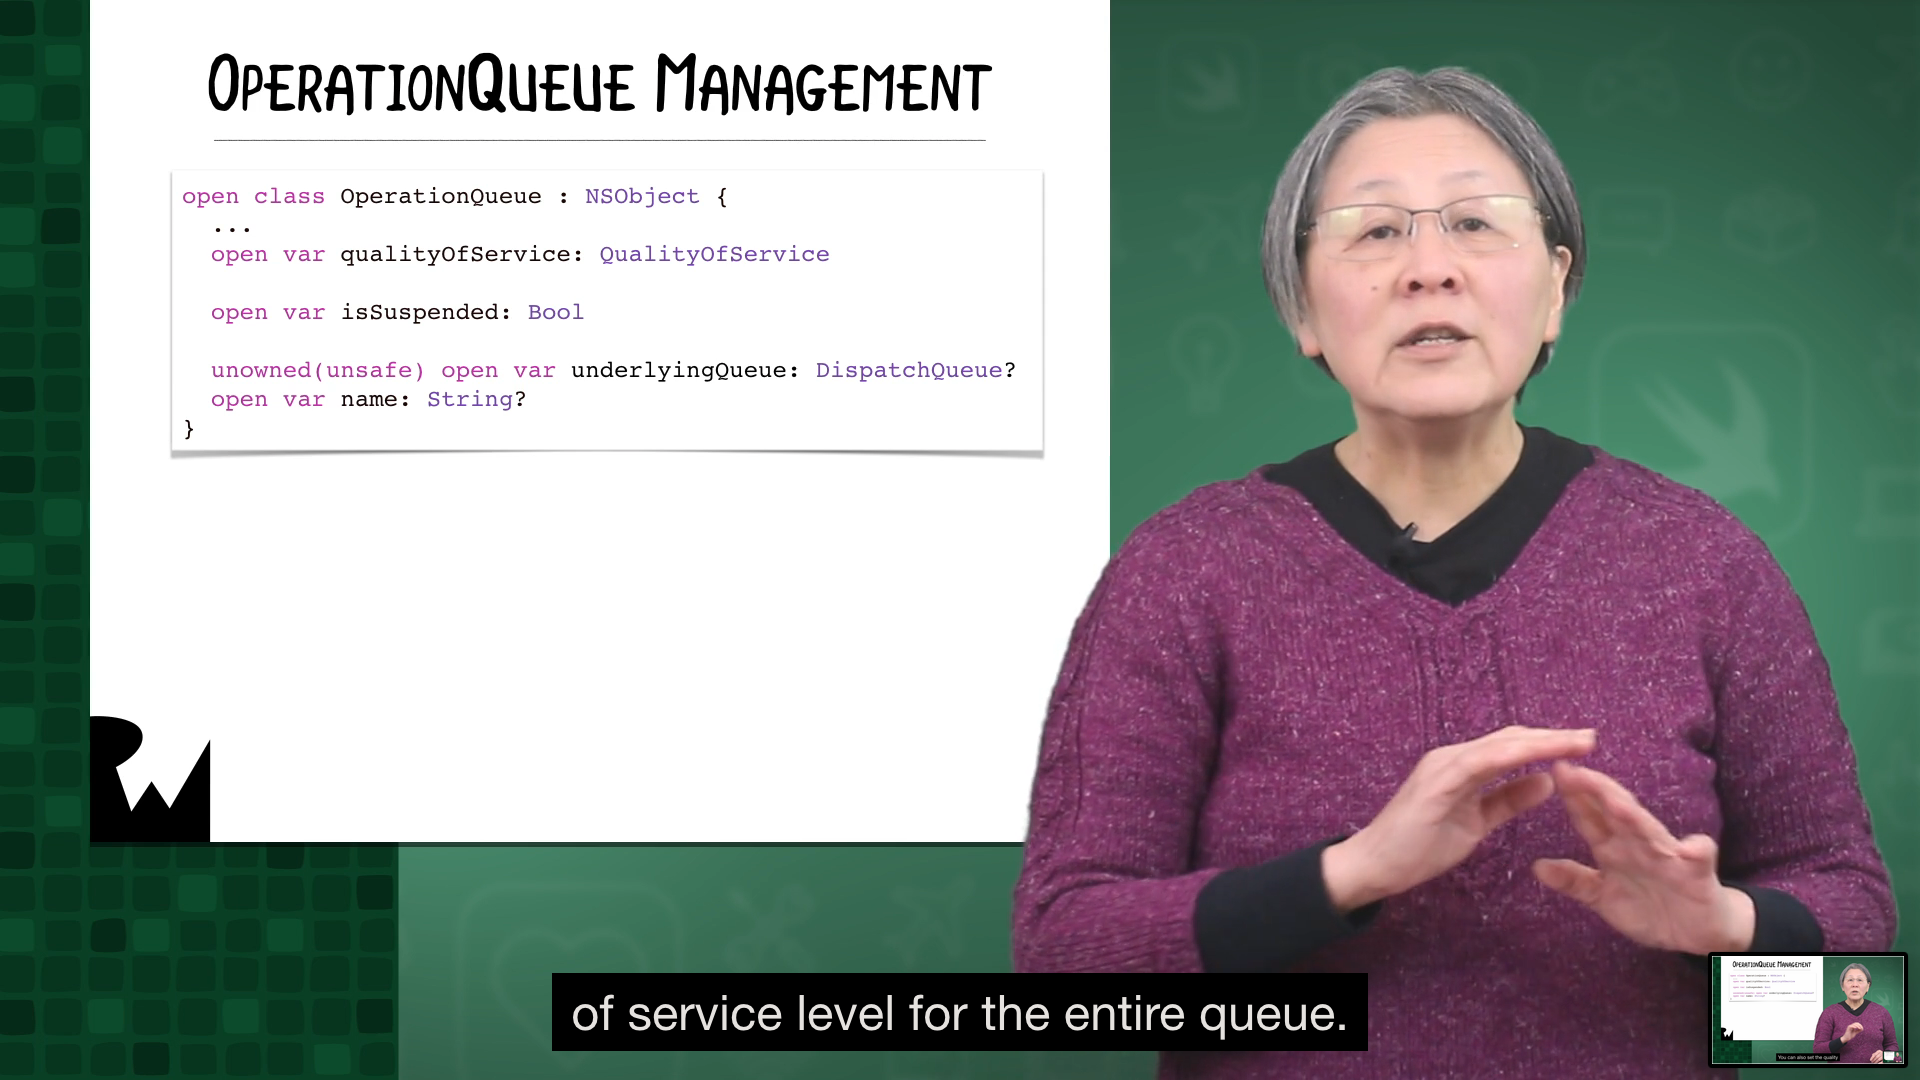 OPERATIONQUEUE MANAGEMENT
open class OperationQueue : NSObject {
...
open var qualityOfService: QualityOfService
open var isSuspended: Bool
unowned(unsafe) open var underlyingQueue: DispatchQueue?
open var name: String?
}
of service level for the entire queue.
OPERATIONQUEUE MANAGEMENT
You can also set the quality